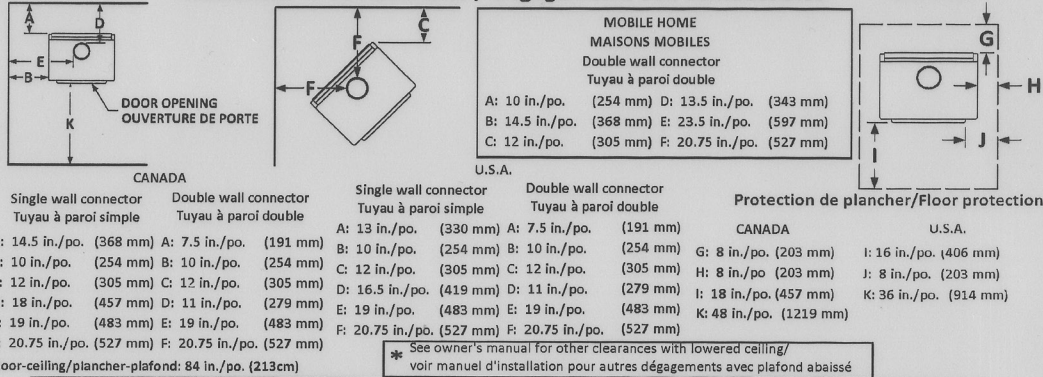 A
D
E
B
K
DOOR OPENING
OUVERTURE DE PORTE
C
F
F
MOBILE HOME
MAISONS MOBILES
Double wall connector
Tuyau à paroi double
A: 10 in./po. (254 mm) D: 13.5 in./po. (343 mm)
B: 14.5 in./po. (368 mm) E: 23.5 in./po. (597 mm)
C: 12 in./po. (305 mm) F: 20.75 in./po. (527 mm)
G
H
J
I
CANADA
Single wall connector
Tuyau à paroi simple
: 14.5 in./po. (368 mm)
: 10 in./po. (254 mm)
: 12 in./po. (305 mm)
: 18 in./po. (457 mm)
: 19 in./po. (483 mm)
: 20.75 in./po. (527 mm)
Double wall connector
Tuyau à paroi double
A: 7.5 in./po. (191 mm)
B: 10 in./po. (254 mm)
C: 12 in./po. (305 mm)
D: 11 in./po. (279 mm)
E: 19 in./po. (483 mm)
F: 20.75 in./po. (527 mm)
oor-ceiling/plancher-plafond: 84 in./po. (213cm)
U.S.A.
Single wall connector
Tuyau à paroi simple
A: 13 in./po. (330 mm)
B: 10 in./po. (254 mm)
C: 12 in./po. (305 mm)
D: 16.5 in./po. (419 mm)
E: 19 in./po. (483 mm)
F: 20.75 in./po. (527 mm)
Double wall connector
Tuyau à paroi double
A: 7.5 in./po. (191 mm)
B: 10 in./po. (254 mm)
C: 12 in./po. (305 mm)
D: 11 in./po. (279 mm)
E: 19 in./po. (483 mm)
F: 20.75 in./po. (527 mm)
Protection de plancher/Floor protection
CANADA
G: 8 in./po. (203 mm)
H: 8 in./po (203 mm)
I: 18 in./po. (457 mm)
K: 48 in./po. (1219 mm)
U.S.A.
I: 16 in./po. (406 mm)
J: 8 in./po. (203 mm)
K: 36 in./po. (914 mm)
* See owner's manual for other clearances with lowered ceiling/
voir manuel d'installation pour autres dégagements avec plafond abaissé